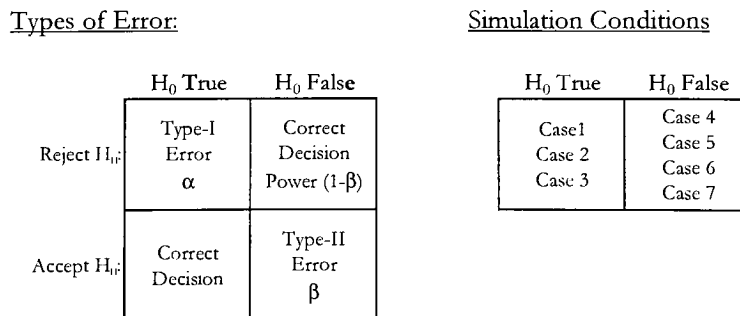 Types of Error:
Simulation Conditions
H₀ True H₀ False
H₀ True H₀ False
Reject H₀:
Type-I
Error
α
Correct
Decision
Power (1-β)
Case1
Case 2
Case 3
Case 4
Case 5
Case 6
Case 7
Accept H₀:
Correct
Decision
Type-II
Error
β